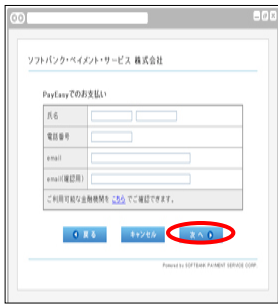 ソフトバンク・ペイメント・サービス 株式会社
PayEasyでのお支払い
氏名
電話番号
email
email(確認用)
ご利用可能な金融機関を こちら でご確認できます。
戻る キャンセル 次へ
Powered by SOFTBANK PAYMENT SERVICE CORP.